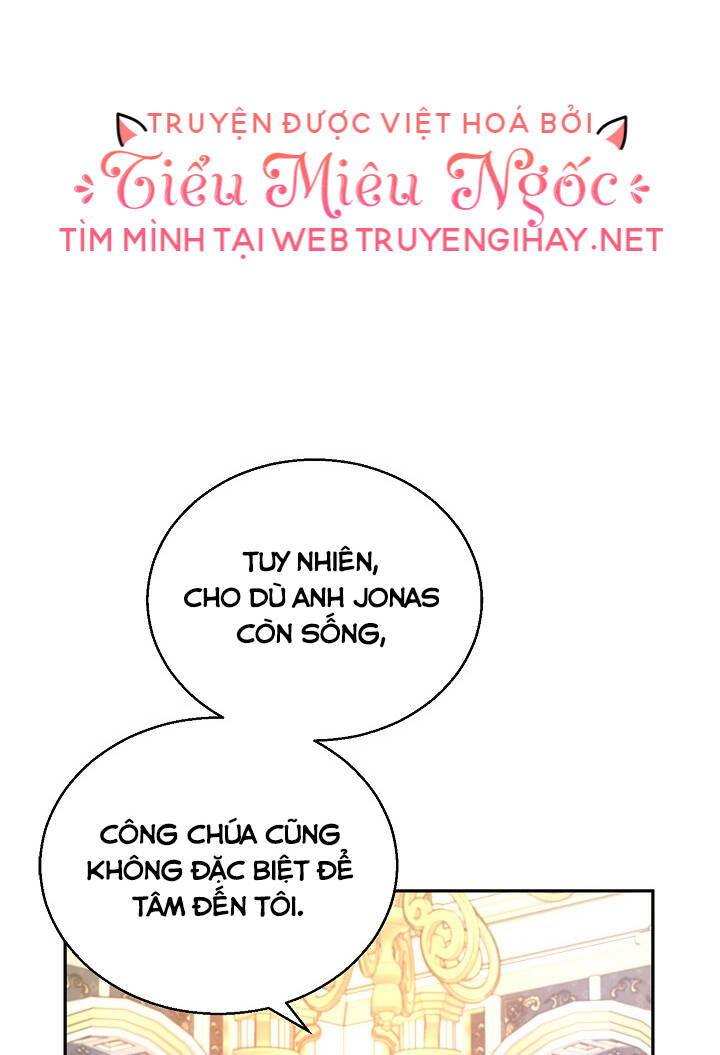 TRUYỆN ĐƯỢC VIỆT HOÁ BỞI
Tiểu Miêu Ngốc
TÌM MÌNH TẠI WEB TRUYENGIHAY.NET
TUY NHIÊN,
CHO DÙ ANH JONAS
CÒN SỐNG,
CÔNG CHÚA CŨNG
KHÔNG ĐẶC BIỆT ĐỂ
TÂM ĐẾN TÔI.